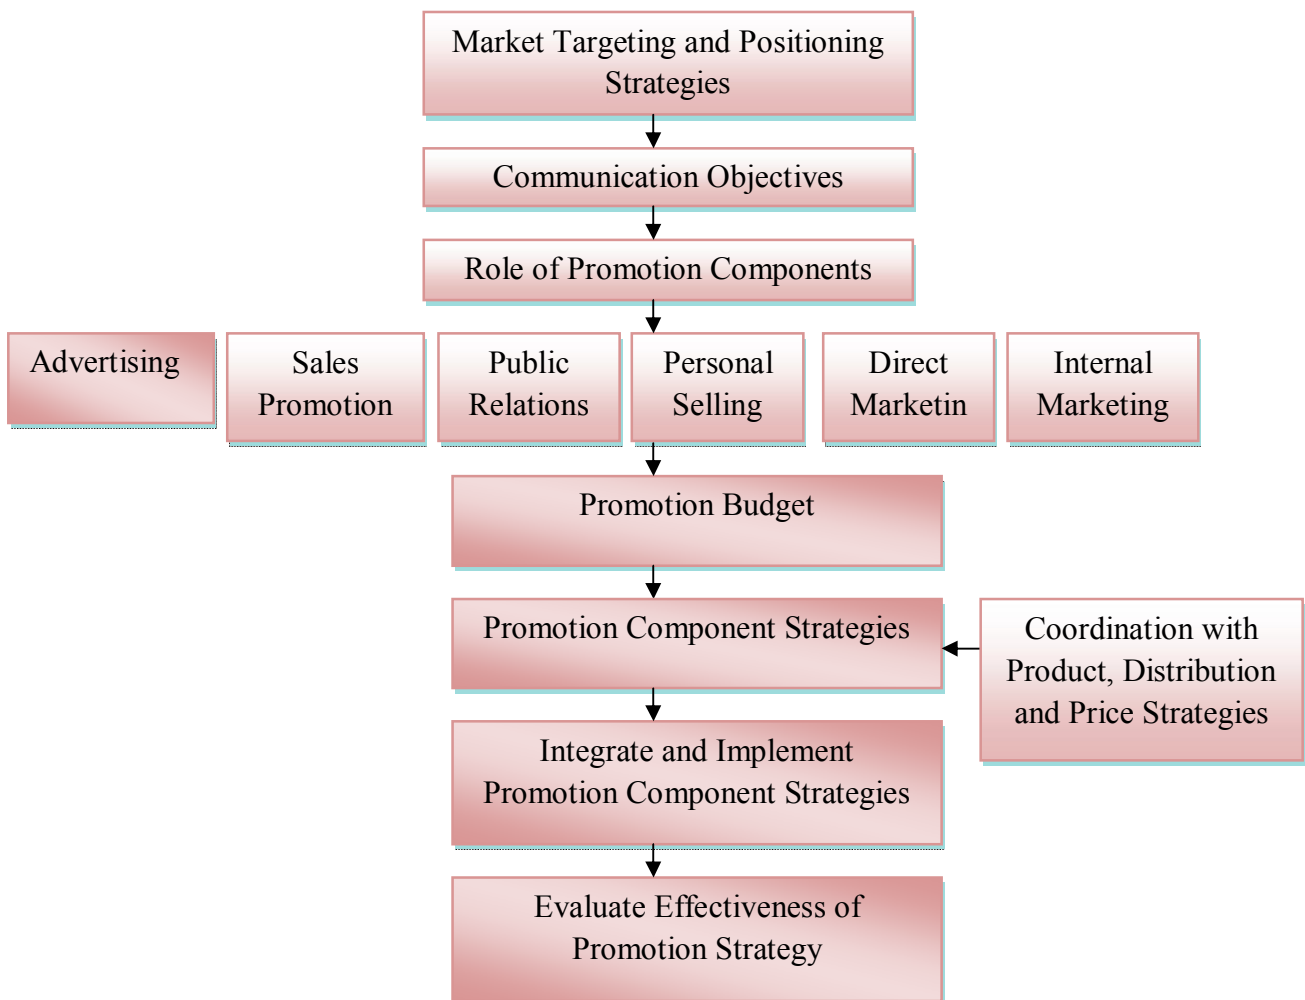 Market Targeting and Positioning
Strategies
Communication Objectives
Role of Promotion Components
Advertising
Sales
Promotion
Public
Relations
Personal
Selling
Direct
Marketin
Internal
Marketing
Promotion Budget
Promotion Component Strategies
Coordination with
Product, Distribution
and Price Strategies
Integrate and Implement
Promotion Component Strategies
Evaluate Effectiveness of
Promotion Strategy